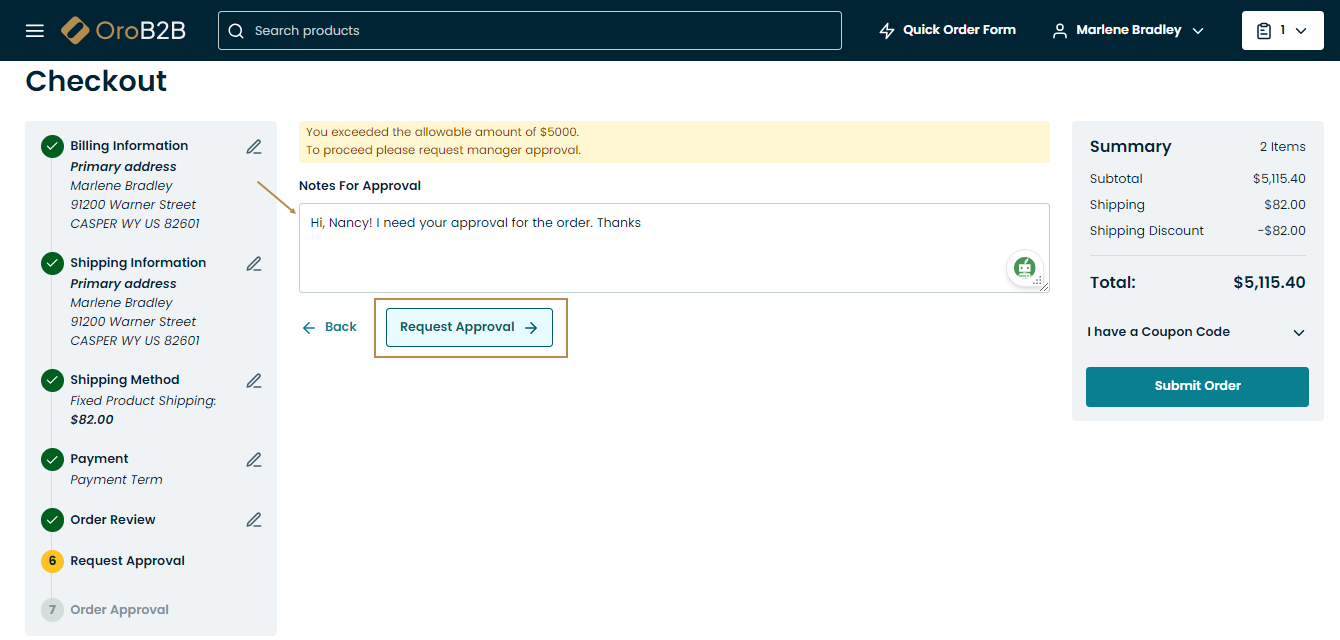 OroB2B
Search products
Quick Order Form
Marlene Bradley
1
Checkout
Billing Information
Primary address
Marlene Bradley
91200 Warner Street
CASPER WY US 82601
Shipping Information
Primary address
Marlene Bradley
91200 Warner Street
CASPER WY US 82601
Shipping Method
Fixed Product Shipping:
$82.00
Payment
Payment Term
Order Review
6 Request Approval
7 Order Approval
You exceeded the allowable amount of $5000.
To proceed please request manager approval.
Notes For Approval
Hi, Nancy! I need your approval for the order. Thanks
Back
Request Approval
Summary 2 Items
Subtotal $5,115.40
Shipping $82.00
Shipping Discount -$82.00
Total: $5,115.40
I have a Coupon Code
Submit Order